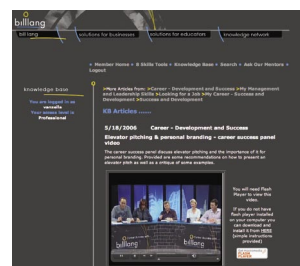 billlang
bill lang
solutions for businesses
solutions for educators
knowledge network
» Member Home » B Skills Tools » Knowledge Base » Search » Ask Our Mentors »
Logout
knowledge base
You are logged in as
vannella
Your access level is
Professional
>More Articles from: >Career - Development and Success >My Management
and Leadership Skills >Looking for a Job >My Career - Success and
Development >Success and Development
KB Articles
5/18/2006 Career - Development and Success
Elevator pitching & personal branding - career success panel
video
The career success panel discuss elevator pitching and the importance of it for
personal branding. Provided are some recommendations on how to present an
elevator pitch as well as a critique of some examples.
You will need Flash
Player to view this
video.
If you do not have
flash player installed
on your computer you
can download and
install it from HERE
(simple instructions
provided)
billlang